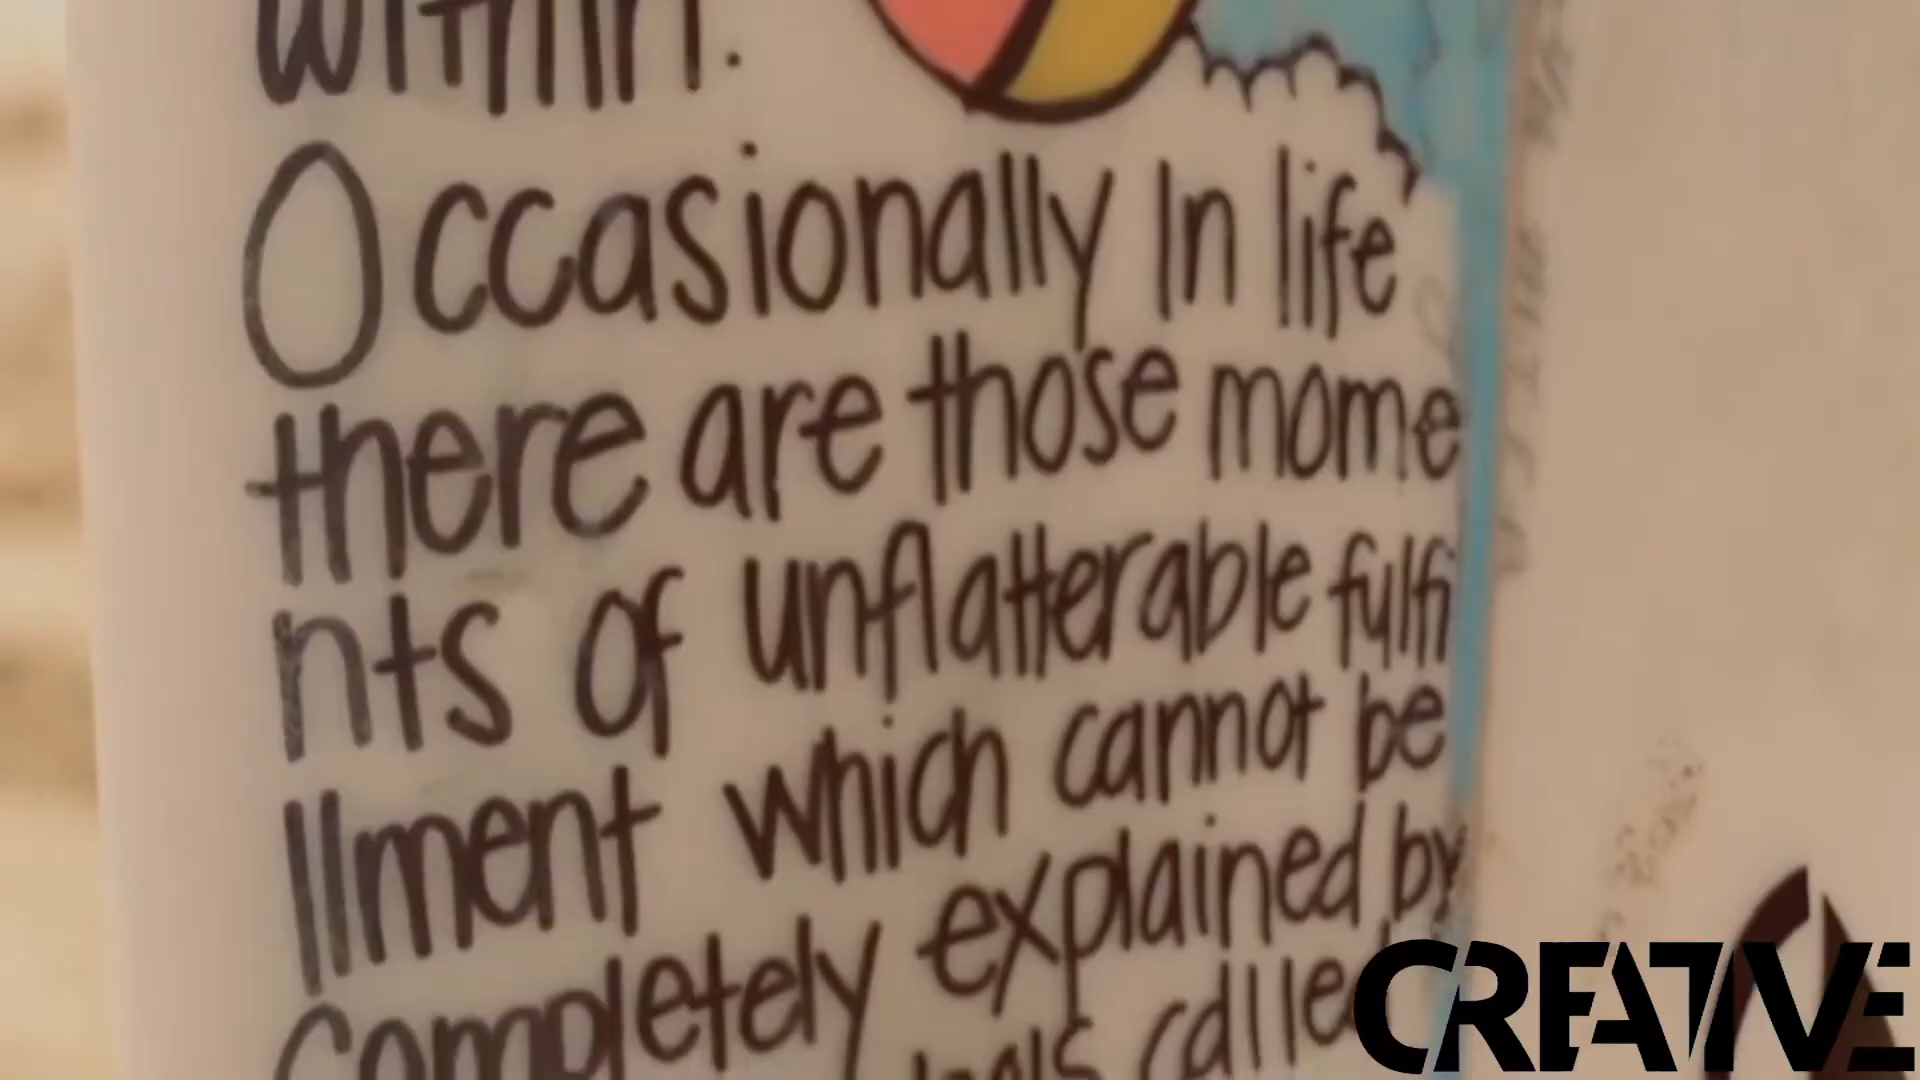 within.
Occasionally in life
there are those mome
nts of unflatterable fulfi
llment which cannot be
completely explained by
called
CREATIVE